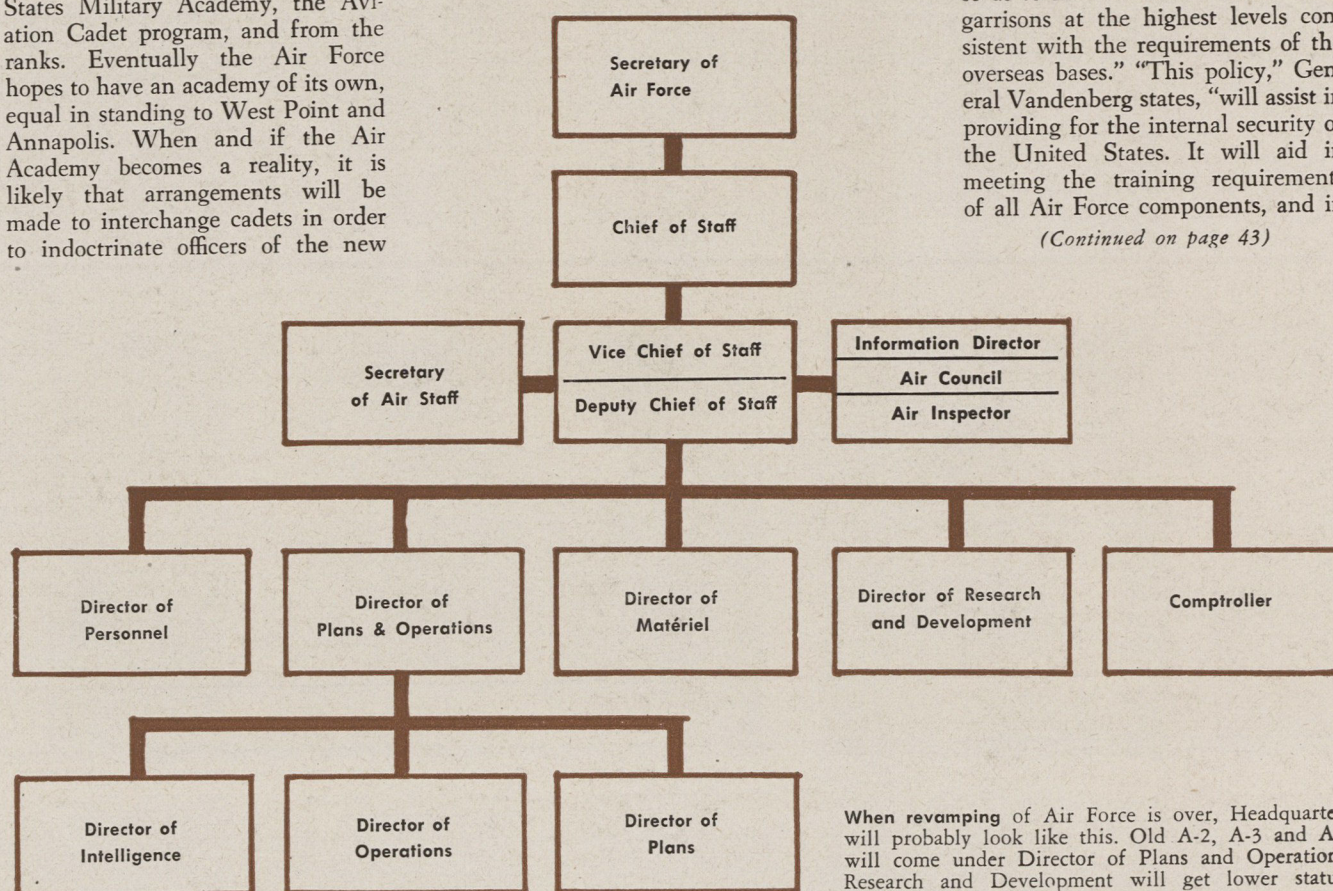 States Military Academy, the Avi-
ation Cadet program, and from the
ranks. Eventually the Air Force
hopes to have an academy of its own,
equal in standing to West Point and
Annapolis. When and if the Air
Academy becomes a reality, it is
likely that arrangements will be
made to interchange cadets in order
to indoctrinate officers of the new
garrisons at the highest levels con
sistent with the requirements of th
overseas bases.” “This policy,” Gen
eral Vandenberg states, “will assist i
providing for the internal security o
the United States. It will aid i
meeting the training requirement
of all Air Force components, and i
(Continued on page 43)
Secretary of
Air Force
Chief of Staff
Secretary
of Air Staff
Vice Chief of Staff
Deputy Chief of Staff
Information Director
Air Council
Air Inspector
Director of
Personnel
Director of
Plans & Operations
Director of
Matériel
Director of Research
and Development
Comptroller
Director of
Intelligence
Director of
Operations
Director of
Plans
When revamping of Air Force is over, Headquarte
will probably look like this. Old A-2, A-3 and A
will come under Director of Plans and Operation
Research and Development will get lower statu